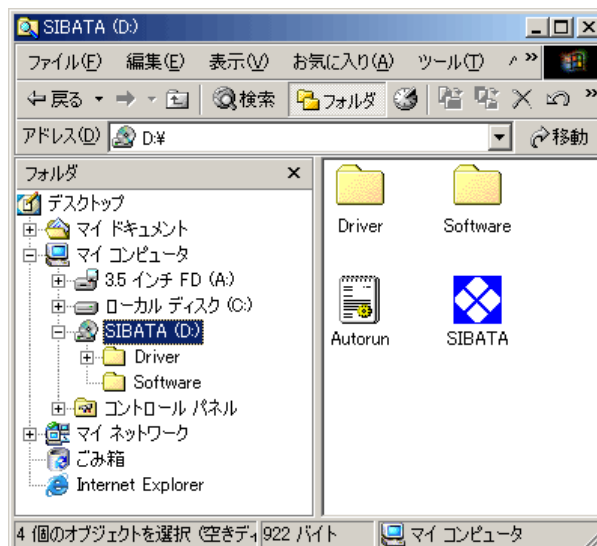 SIBATA (D:)
ファイル(F) 編集(E) 表示(V) お気に入り(A) ツール(T) »
戻る 検索 フォルダ »
アドレス(D) D:¥ 移動
フォルダ ×
デスクトップ
マイ ドキュメント
マイ コンピュータ
3.5 インチ FD (A:)
ローカル ディスク (C:)
SIBATA (D:)
Driver
Software
コントロール パネル
マイ ネットワーク
ごみ箱
Internet Explorer
Driver Software
Autorun SIBATA
4 個のオブジェクトを選択 (空きディ 922 バイト マイ コンピュータ